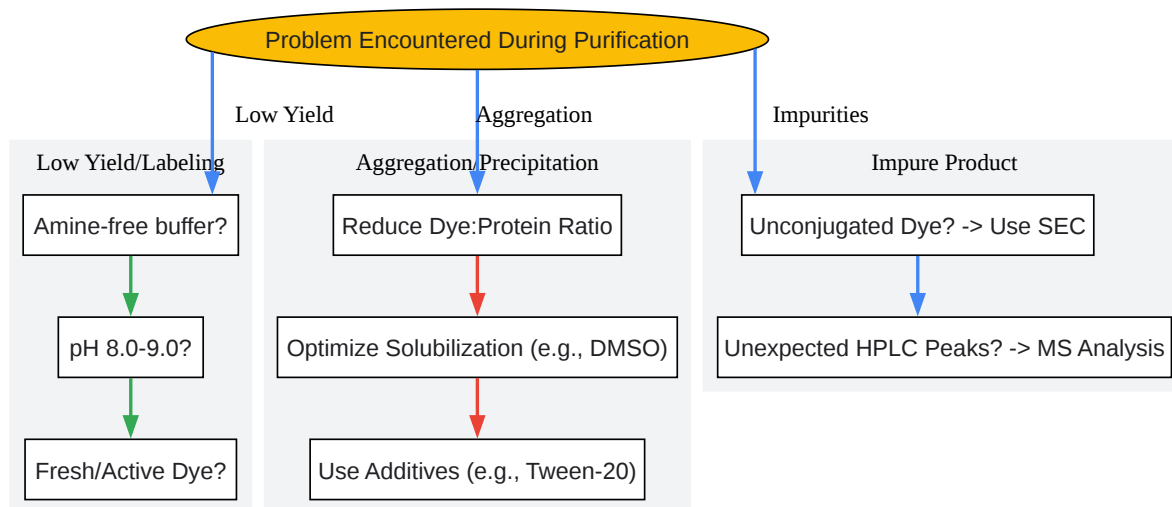 Problem Encountered During Purification
Low Yield
Aggregation
Impurities
Low Yield/Labeling
Aggregation/Precipitation
Impure Product
Amine-free buffer?
Reduce Dye:Protein Ratio
Unconjugated Dye? -> Use SEC
pH 8.0-9.0?
Optimize Solubilization (e.g., DMSO)
Unexpected HPLC Peaks? -> MS Analysis
Fresh/Active Dye?
Use Additives (e.g., Tween-20)